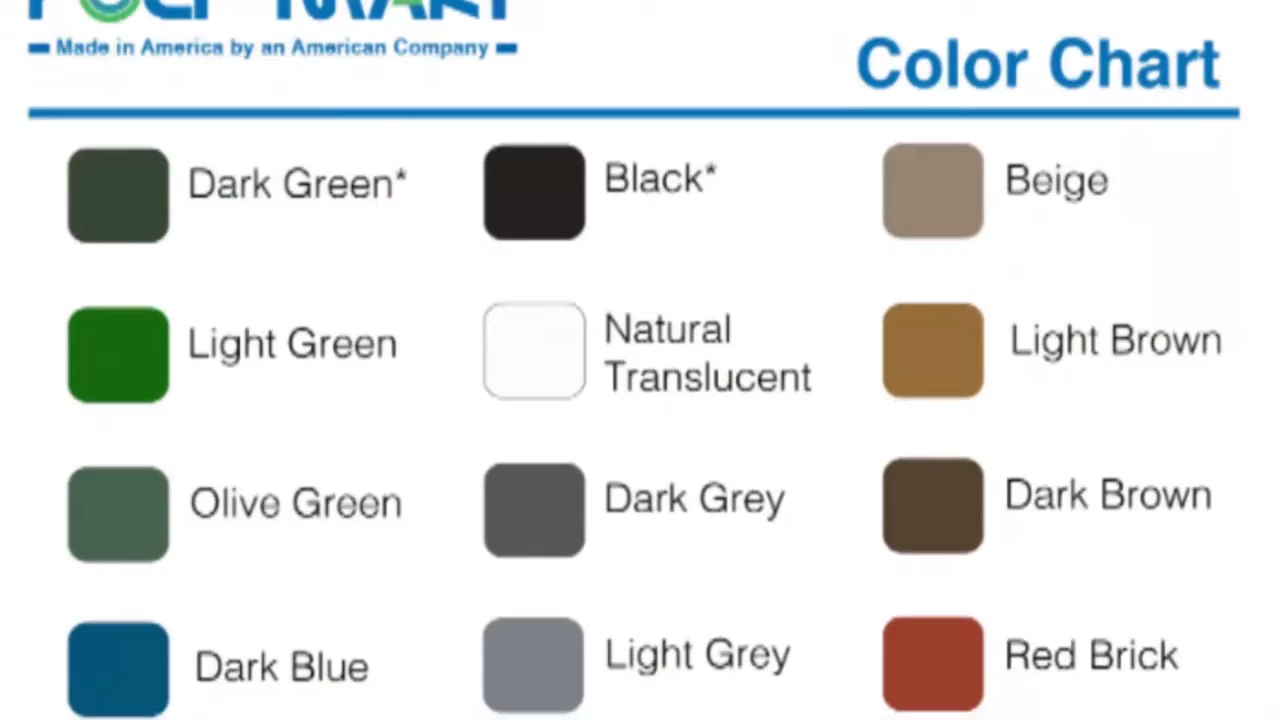 Made in America by an American Company
Color Chart
Dark Green*
Black*
Beige
Light Green
Natural
Translucent
Light Brown
Olive Green
Dark Grey
Dark Brown
Dark Blue
Light Grey
Red Brick